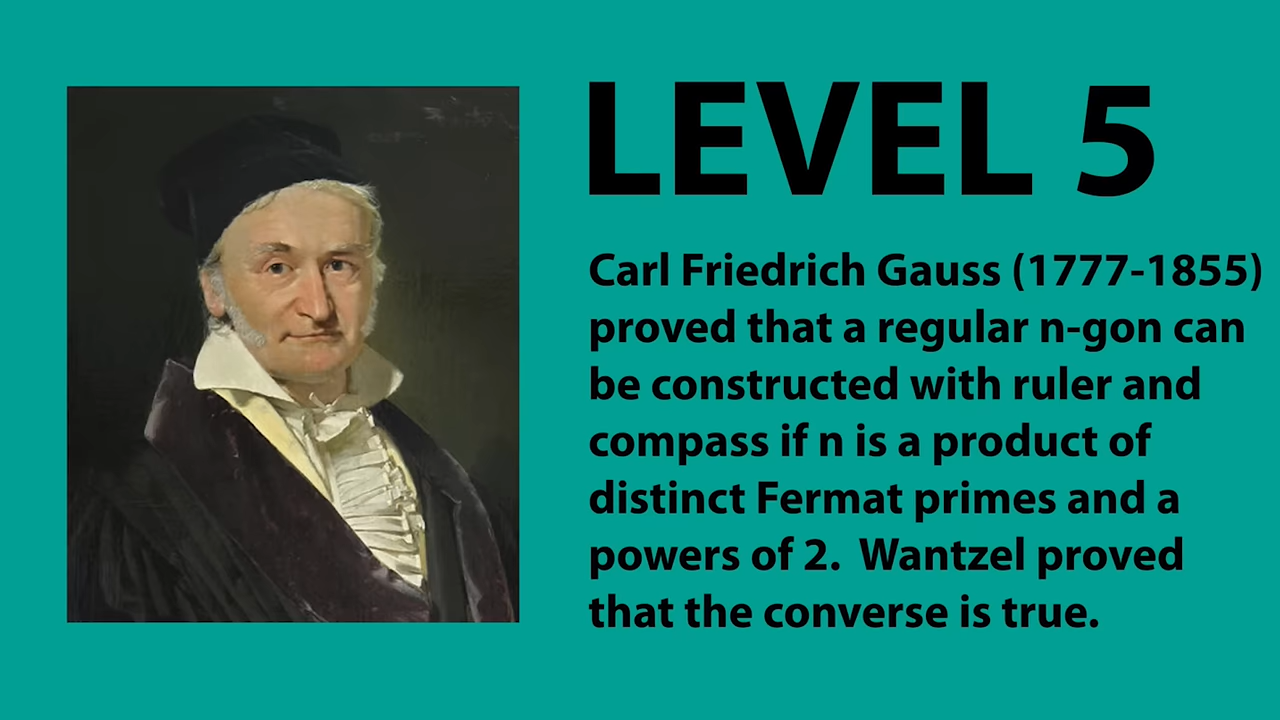 LEVEL 5
Carl Friedrich Gauss (1777-1855)
proved that a regular n-gon can
be constructed with ruler and
compass if n is a product of
distinct Fermat primes and a
powers of 2.  Wantzel proved
that the converse is true.